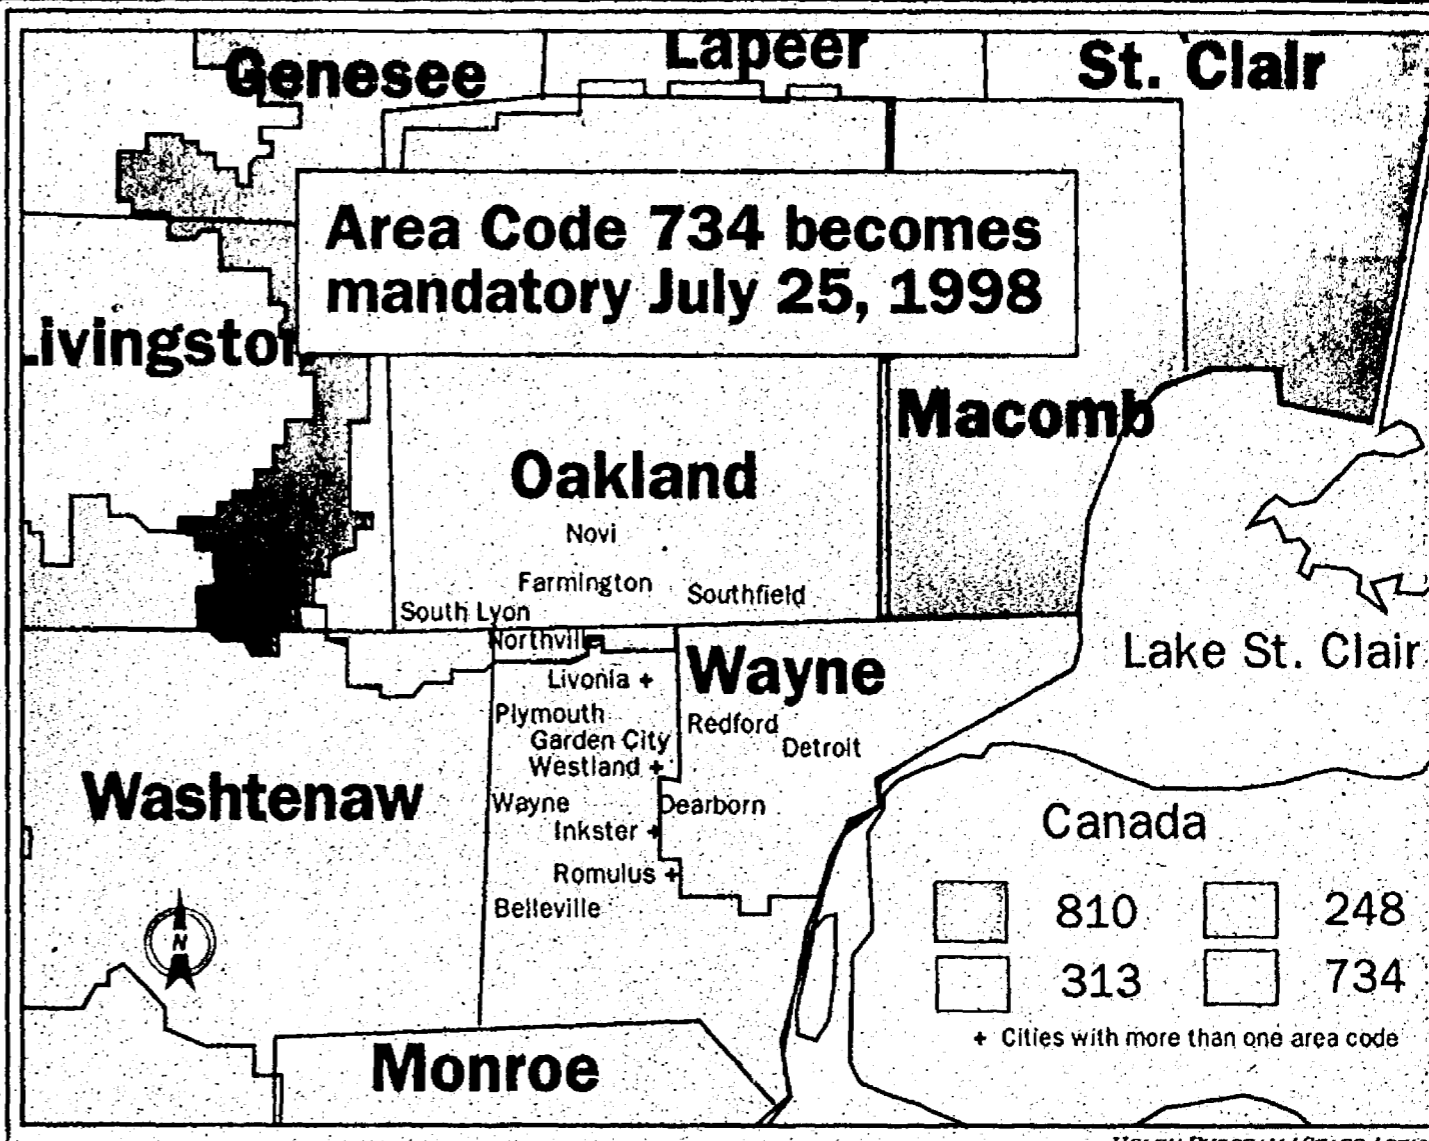 Genesee
Lapeer
St. Clair
Area Code 734 becomes
mandatory July 25, 1998
Livingston
Macomb
Oakland
Novi
Farmington
Southfield
South Lyon
Northvill
Lake St. Clair
Wayne
Livonia +
Plymouth
Redford
Garden City
Detroit
Westland +
Washtenaw
Wayne
Dearborn
Inkster +
Canada
Romulus +
Belleville
N
810
248
313
734
+ Cities with more than one area code
Monroe